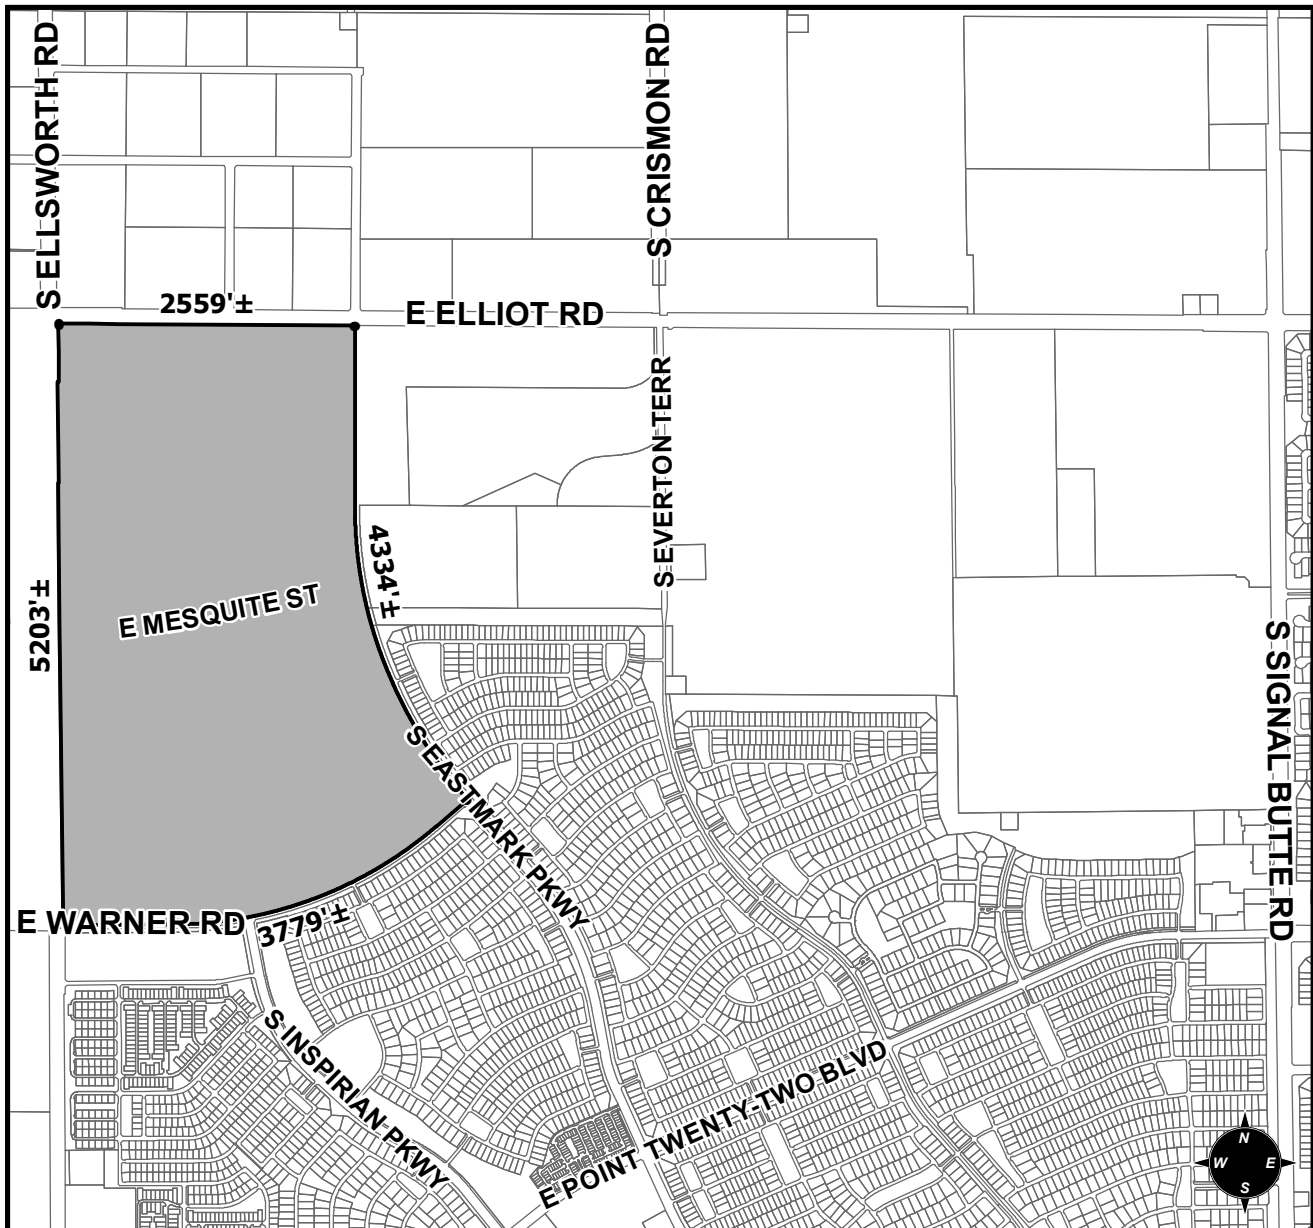 S ELLSWORTH RD
S CRISMON RD
2559'±
E ELLIOT RD
S EVERTON TERR
4334'±
5203'±
E MESQUITE ST
S SIGNAL BUTTE RD
S EASTMARK PKWY
E WARNER RD
3779'±
S INSPIRIAN PKWY
E POINT TWENTY-TWO BLVD
N
W E
S